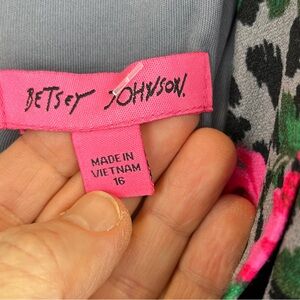 BETSEY JOHNSON.
MADE IN
VIETNAM
16